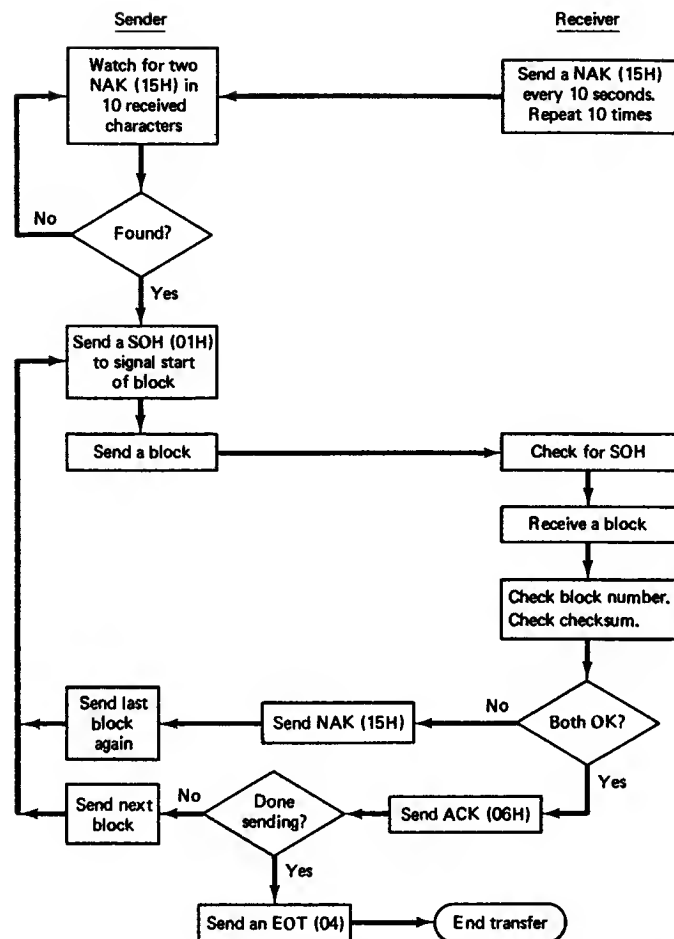 Sender
Receiver
Watch for two
NAK (15H) in
10 received
characters
Send a NAK (15H)
every 10 seconds.
Repeat 10 times
No
Found?
Yes
Send a SOH (01H)
to signal start
of block
Send a block
Check for SOH
Receive a block
Check block number.
Check checksum.
Send last
block
again
Send NAK (15H)
No
Both OK?
Yes
Send next
block
No
Done
sending?
Send ACK (06H)
Yes
Send an EOT (04)
End transfer